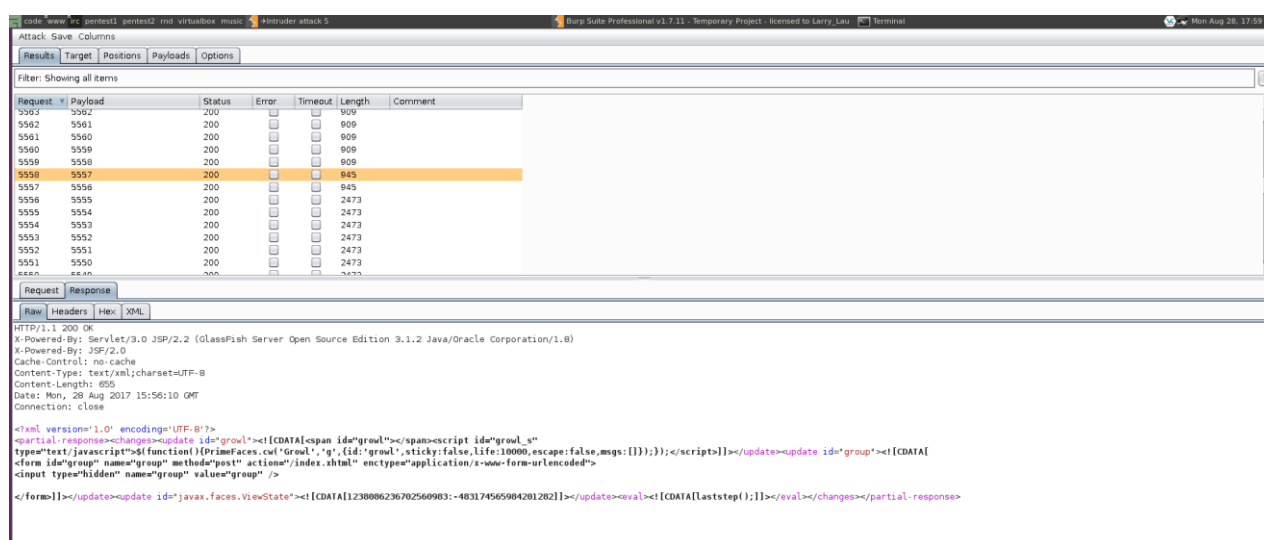 code www irc pentest1 pentest2 rnd virtualbox music Intruder attack 5 Burp Suite Professional v1.7.11 - Temporary Project - licensed to Larry_Lau Terminal Mon Aug 28, 17:59
Attack Save Columns
Results Target Positions Payloads Options
Filter: Showing all items
Request Payload Status Error Timeout Length Comment
5563 5562 200 909
5562 5561 200 909
5561 5560 200 909
5560 5559 200 909
5559 5558 200 909
5558 5557 200 945
5557 5556 200 945
5556 5555 200 2473
5555 5554 200 2473
5554 5553 200 2473
5553 5552 200 2473
5552 5551 200 2473
5551 5550 200 2473
5550 5549 200 2473
Request Response
Raw Headers Hex XML
HTTP/1.1 200 OK
X-Powered-By: Servlet/3.0 JSP/2.2 (GlassFish Server Open Source Edition 3.1.2 Java/Oracle Corporation/1.8)
X-Powered-By: JSF/2.0
Cache-Control: no-cache
Content-Type: text/xml;charset=UTF-8
Content-Length: 655
Date: Mon, 28 Aug 2017 15:56:10 GMT
Connection: close
<?xml version='1.0' encoding='UTF-8'?>
<partial-response><changes><update id="growl"><![CDATA[<span id="growl"></span><script id="growl_s"
type="text/javascript">$(function(){PrimeFaces.cw('Growl','g',{id:'growl',sticky:false,life:10000,escape:false,msgs:[]});});</script>]]></update><update id="group"><![CDATA[
<form id="group" name="group" method="post" action="/index.xhtml" enctype="application/x-www-form-urlencoded">
<input type="hidden" name="group" value="group" />
</form>]]></update><update id="javax.faces.ViewState"><![CDATA[1238086236702560983:-483174565984201282]]></update><eval><![CDATA[laststep();]]></eval></changes></partial-response>